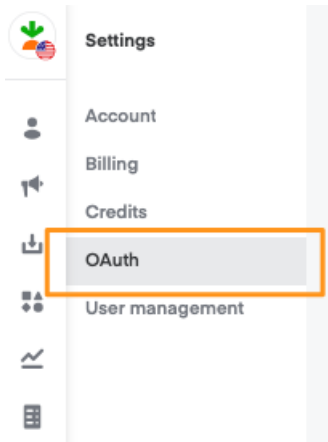 Settings
Account
Billing
Credits
OAuth
User management